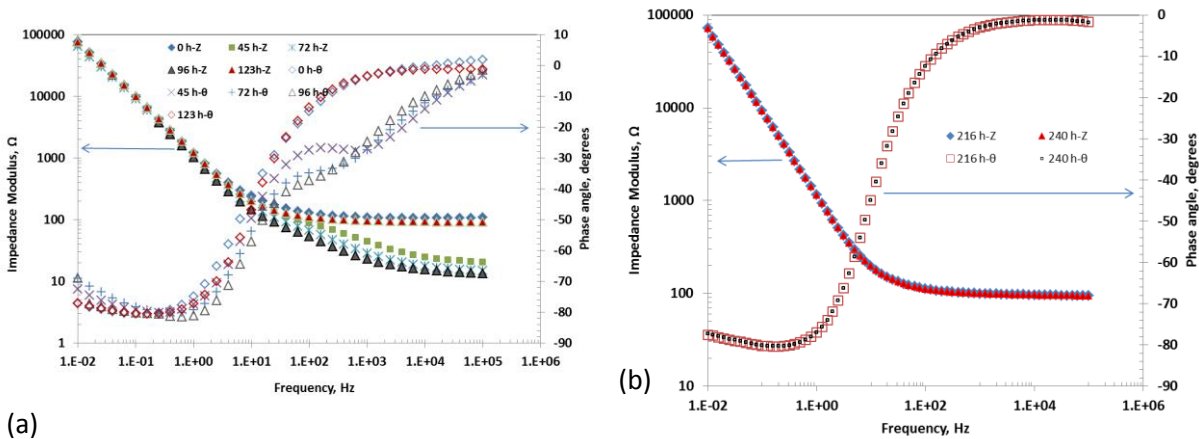 100000
10000
1000
100
10
1
Impedance Modulus, Ω
10
0
-10
-20
-30
-40
-50
-60
-70
-80
-90
Phase angle, degrees
0 h-Z 45 h-Z 72 h-Z
96 h-Z 123h-Z 0 h-θ
45 h-θ 72 h-θ 96 h-θ
123 h-θ
1.E-02 1.E-01 1.E+00 1.E+01 1.E+02 1.E+03 1.E+04 1.E+05 1.E+06
Frequency, Hz
(a)
100000
10000
1000
100
10
Impedance Modulus, Ω
0
-10
-20
-30
-40
-50
-60
-70
-80
-90
Phase angle, degrees
216 h-Z 240 h-Z
216 h-θ 240 h-θ
1.E-02 1.E+00 1.E+02 1.E+04 1.E+06
Frequency, Hz
(b)